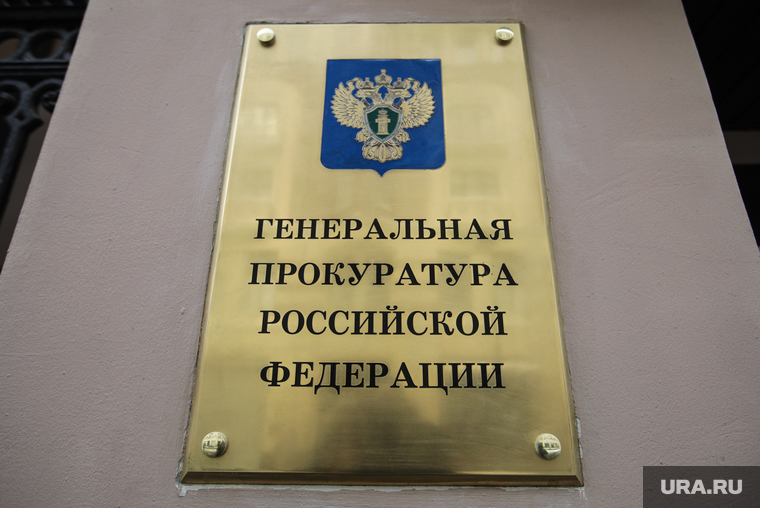 ГЕНЕРАЛЬНАЯ
ПРОКУРАТУРА
РОССИЙСКОЙ
ФЕДЕРАЦИИ
URA.RU